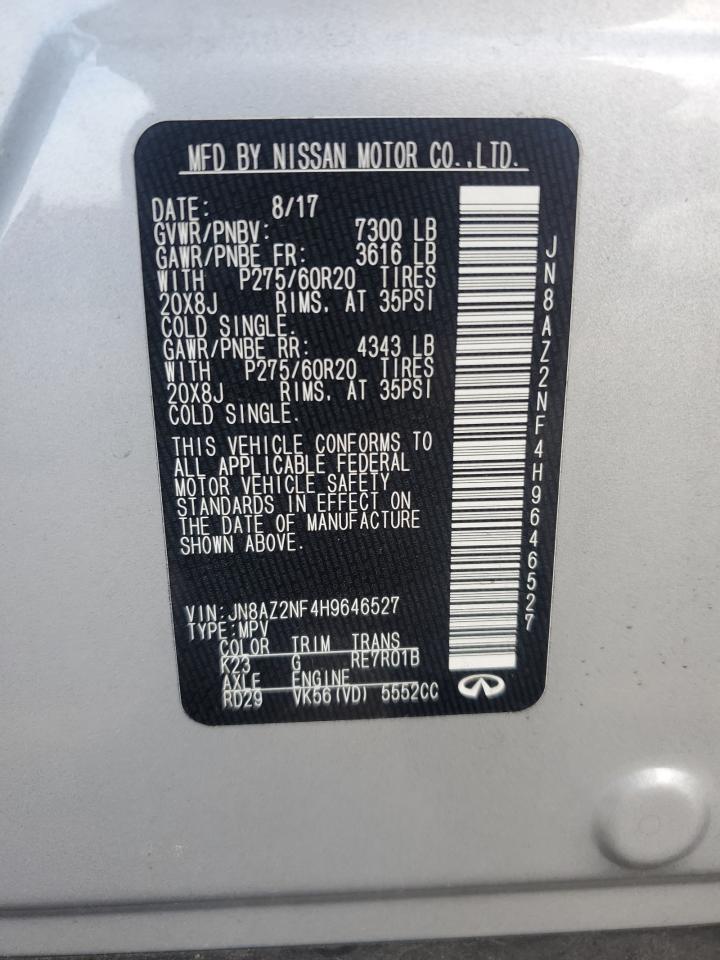 MFD BY NISSAN MOTOR CO.,LTD.
DATE: 8/17
GVWR/PNBV: 7300 LB
GAWR/PNBE FR: 3616 LB
WITH P275/60R20 TIRES
20X8J RIMS, AT 35PSI
COLD SINGLE.
GAWR/PNBE RR: 4343 LB
WITH P275/60R20 TIRES
20X8J RIMS, AT 35PSI
COLD SINGLE.
THIS VEHICLE CONFORMS TO
ALL APPLICABLE FEDERAL
MOTOR VEHICLE SAFETY
STANDARDS IN EFFECT ON
THE DATE OF MANUFACTURE
SHOWN ABOVE.
VIN:JN8AZ2NF4H9646527
TYPE:MPV
COLOR TRIM TRANS
K23 G RE7R01B
AXLE ENGINE
RD29 VK56(VD) 5552CC
JN8AZ2NF4H9646527